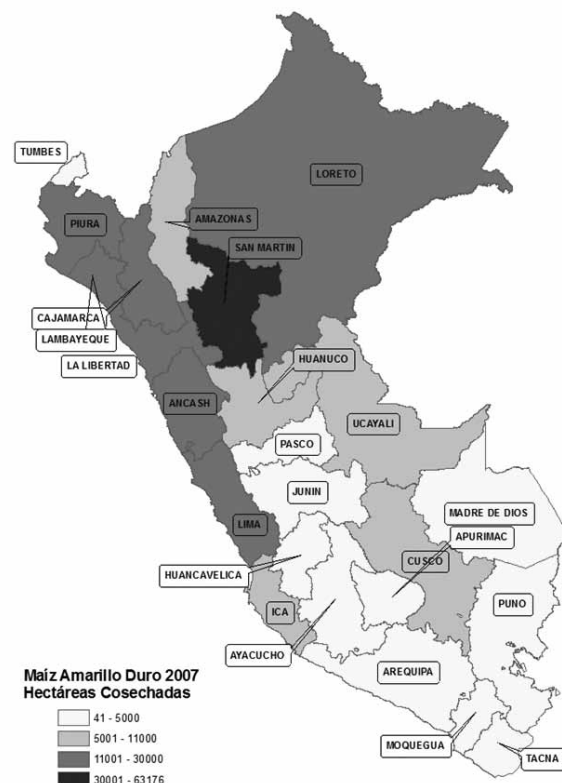 TUMBES
LORETO
PIURA
AMAZONAS
SAN MARTIN
CAJAMARCA
LAMBAYEQUE
LA LIBERTAD
HUANUCO
ANCASH
UCAYALI
PASCO
JUNIN
MADRE DE DIOS
LIMA
APURIMAC
CUSCO
HUANCAVELICA
ICA
PUNO
AYACUCHO
AREQUIPA
MOQUEGUA
TACNA
Maíz Amarillo Duro 2007
Hectáreas Cosechadas
41 - 5000
5001 - 11000
11001 - 30000
30001 - 63176